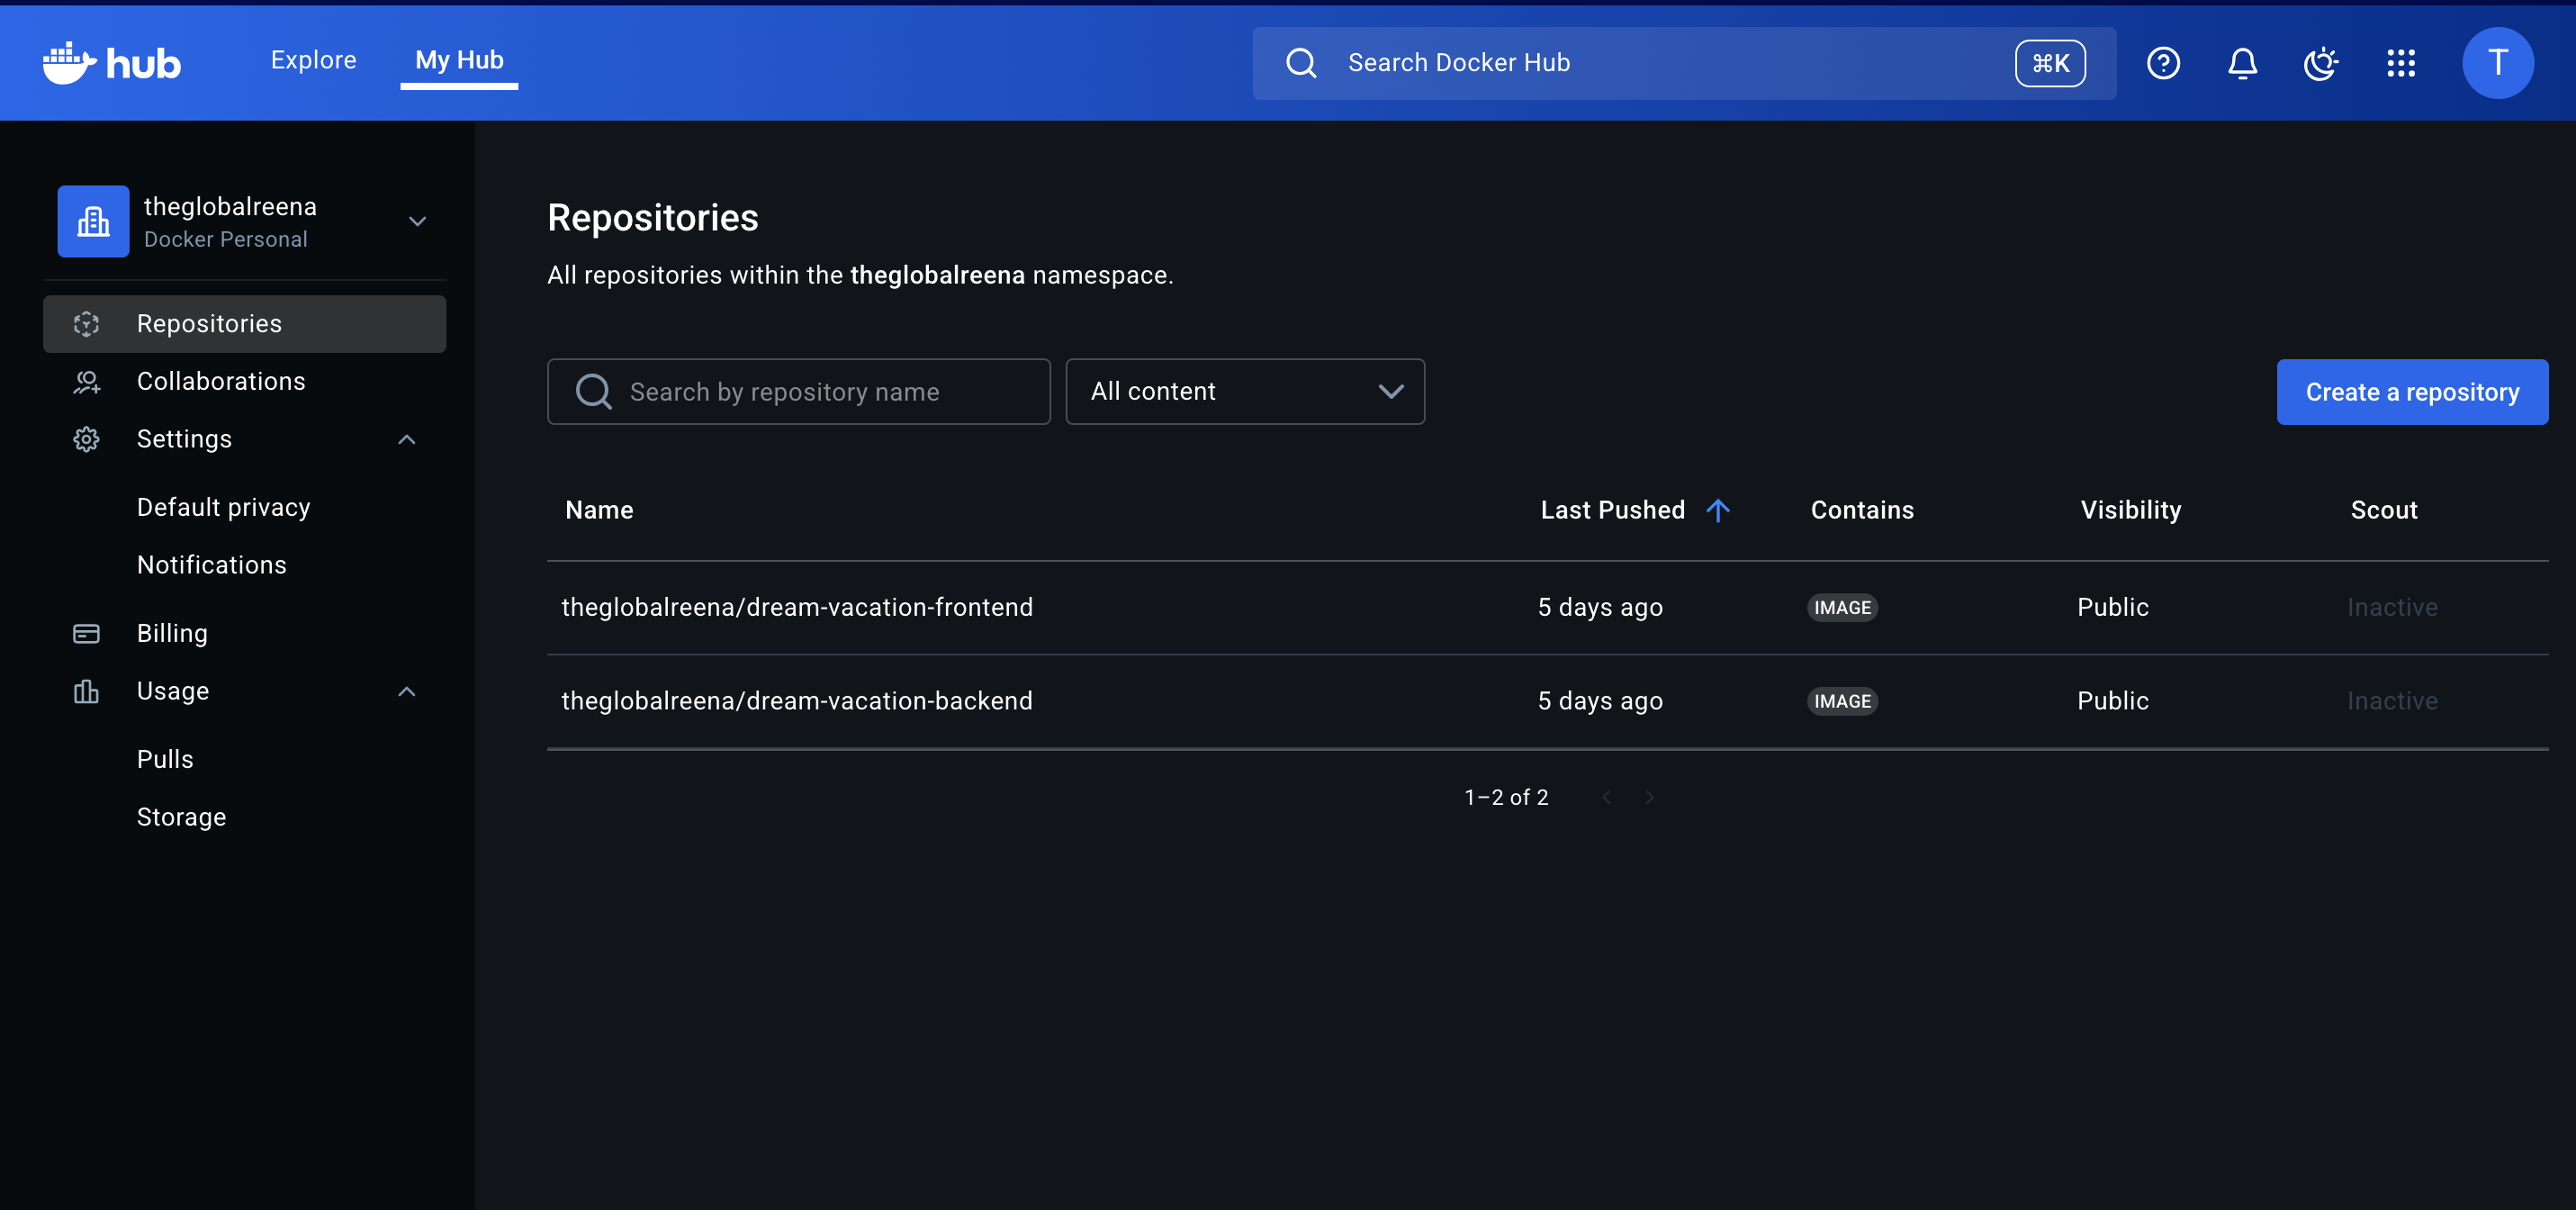 hub
Explore
My Hub
Search Docker Hub
⌘K
T
theglobalreena
Docker Personal
Repositories
Collaborations
Settings
Default privacy
Notifications
Billing
Usage
Pulls
Storage
Repositories
All repositories within the theglobalreena namespace.
Search by repository name
All content
Create a repository
Name Last Pushed Contains Visibility Scout
theglobalreena/dream-vacation-frontend 5 days ago IMAGE Public Inactive
theglobalreena/dream-vacation-backend 5 days ago IMAGE Public Inactive
1–2 of 2